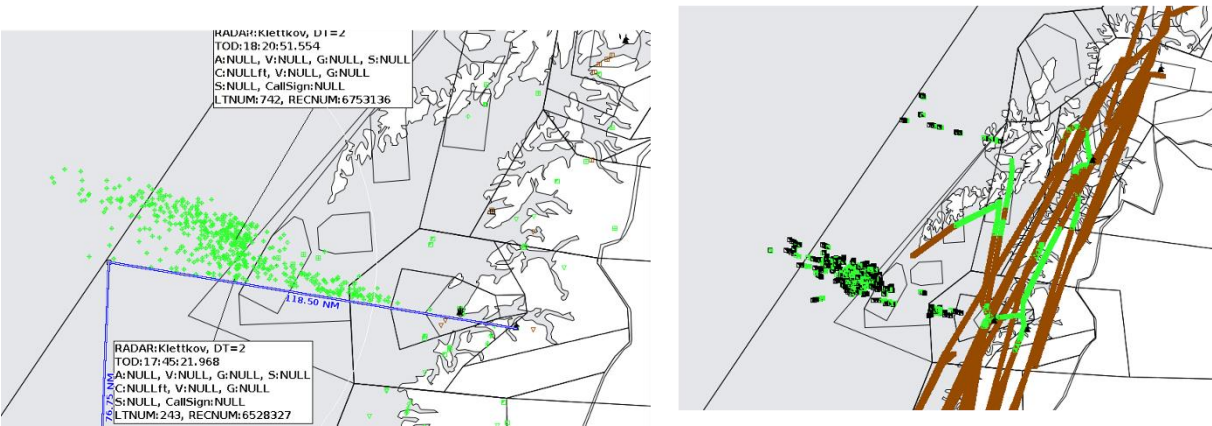 RADAR:Klettkov, DT=2
TOD:18:20:51.554
A:NULL, V:NULL, G:NULL, S:NULL
C:NULLft, V:NULL, G:NULL
S:NULL, CallSign:NULL
LTNUM:742, RECNUM:6753136
118.50 NM
RADAR:Klettkov, DT=2
TOD:17:45:21.968
A:NULL, V:NULL, G:NULL, S:NULL
C:NULLft, V:NULL, G:NULL
S:NULL, CallSign:NULL
LTNUM:243, RECNUM:6528327
76.75 NM